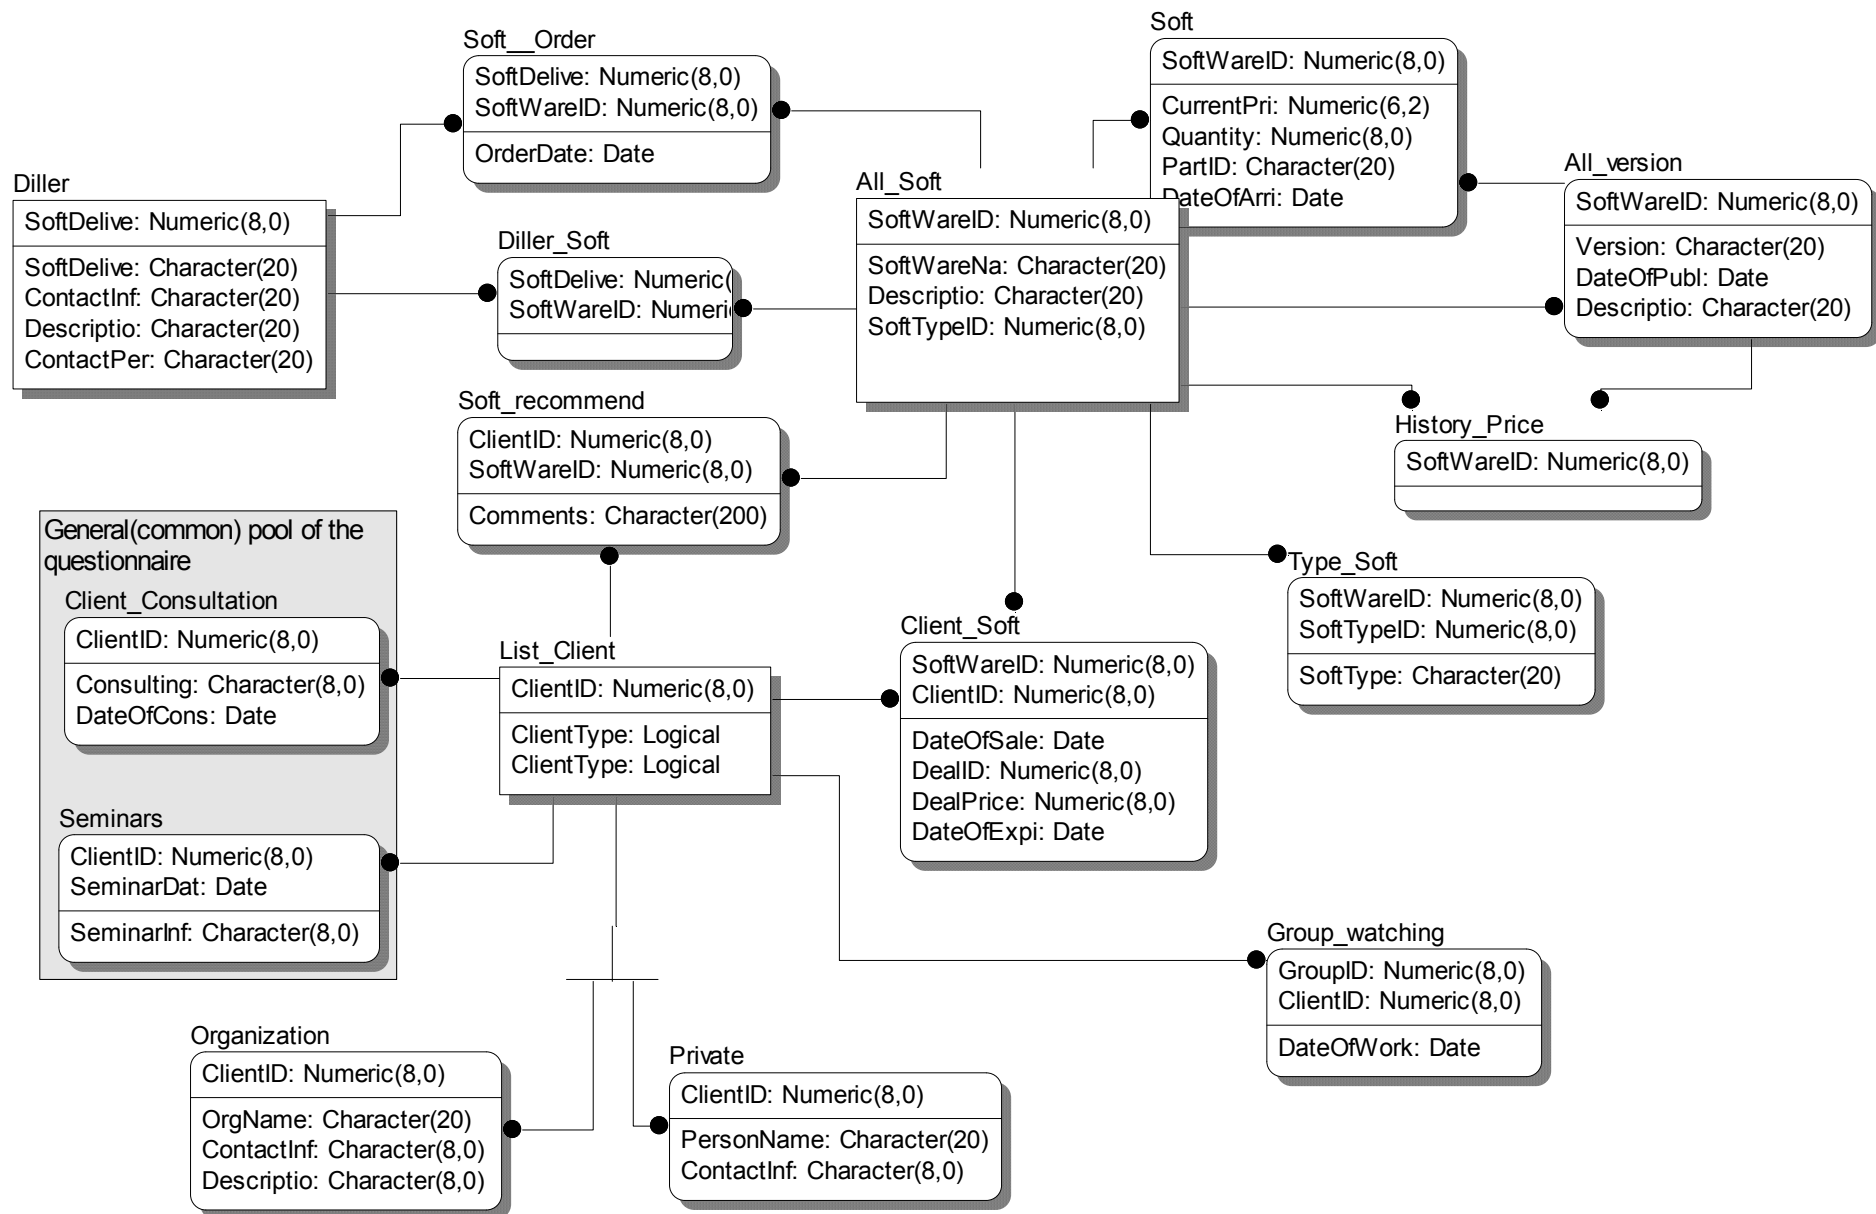 Soft__Order
SoftDelive: Numeric(8,0)
SoftWareID: Numeric(8,0)
OrderDate: Date
Soft
SoftWareID: Numeric(8,0)
CurrentPri: Numeric(6,2)
Quantity: Numeric(8,0)
PartID: Character(20)
DateOfArri: Date
All_version
SoftWareID: Numeric(8,0)
Version: Character(20)
DateOfPubl: Date
Descriptio: Character(20)
Diller
SoftDelive: Numeric(8,0)
SoftDelive: Character(20)
ContactInf: Character(20)
Descriptio: Character(20)
ContactPer: Character(20)
Diller_Soft
SoftDelive: Numeric(
SoftWareID: Numeri
All_Soft
SoftWareID: Numeric(8,0)
SoftWareNa: Character(20)
Descriptio: Character(20)
SoftTypeID: Numeric(8,0)
Soft_recommend
ClientID: Numeric(8,0)
SoftWareID: Numeric(8,0)
Comments: Character(200)
History_Price
SoftWareID: Numeric(8,0)
General(common) pool of the
questionnaire
Client_Consultation
ClientID: Numeric(8,0)
Consulting: Character(8,0)
DateOfCons: Date
Seminars
ClientID: Numeric(8,0)
SeminarDat: Date
SeminarInf: Character(8,0)
List_Client
ClientID: Numeric(8,0)
ClientType: Logical
ClientType: Logical
Client_Soft
SoftWareID: Numeric(8,0)
ClientID: Numeric(8,0)
DateOfSale: Date
DealID: Numeric(8,0)
DealPrice: Numeric(8,0)
DateOfExpi: Date
Type_Soft
SoftWareID: Numeric(8,0)
SoftTypeID: Numeric(8,0)
SoftType: Character(20)
Group_watching
GroupID: Numeric(8,0)
ClientID: Numeric(8,0)
DateOfWork: Date
Organization
ClientID: Numeric(8,0)
OrgName: Character(20)
ContactInf: Character(8,0)
Descriptio: Character(8,0)
Private
ClientID: Numeric(8,0)
PersonName: Character(20)
ContactInf: Character(8,0)